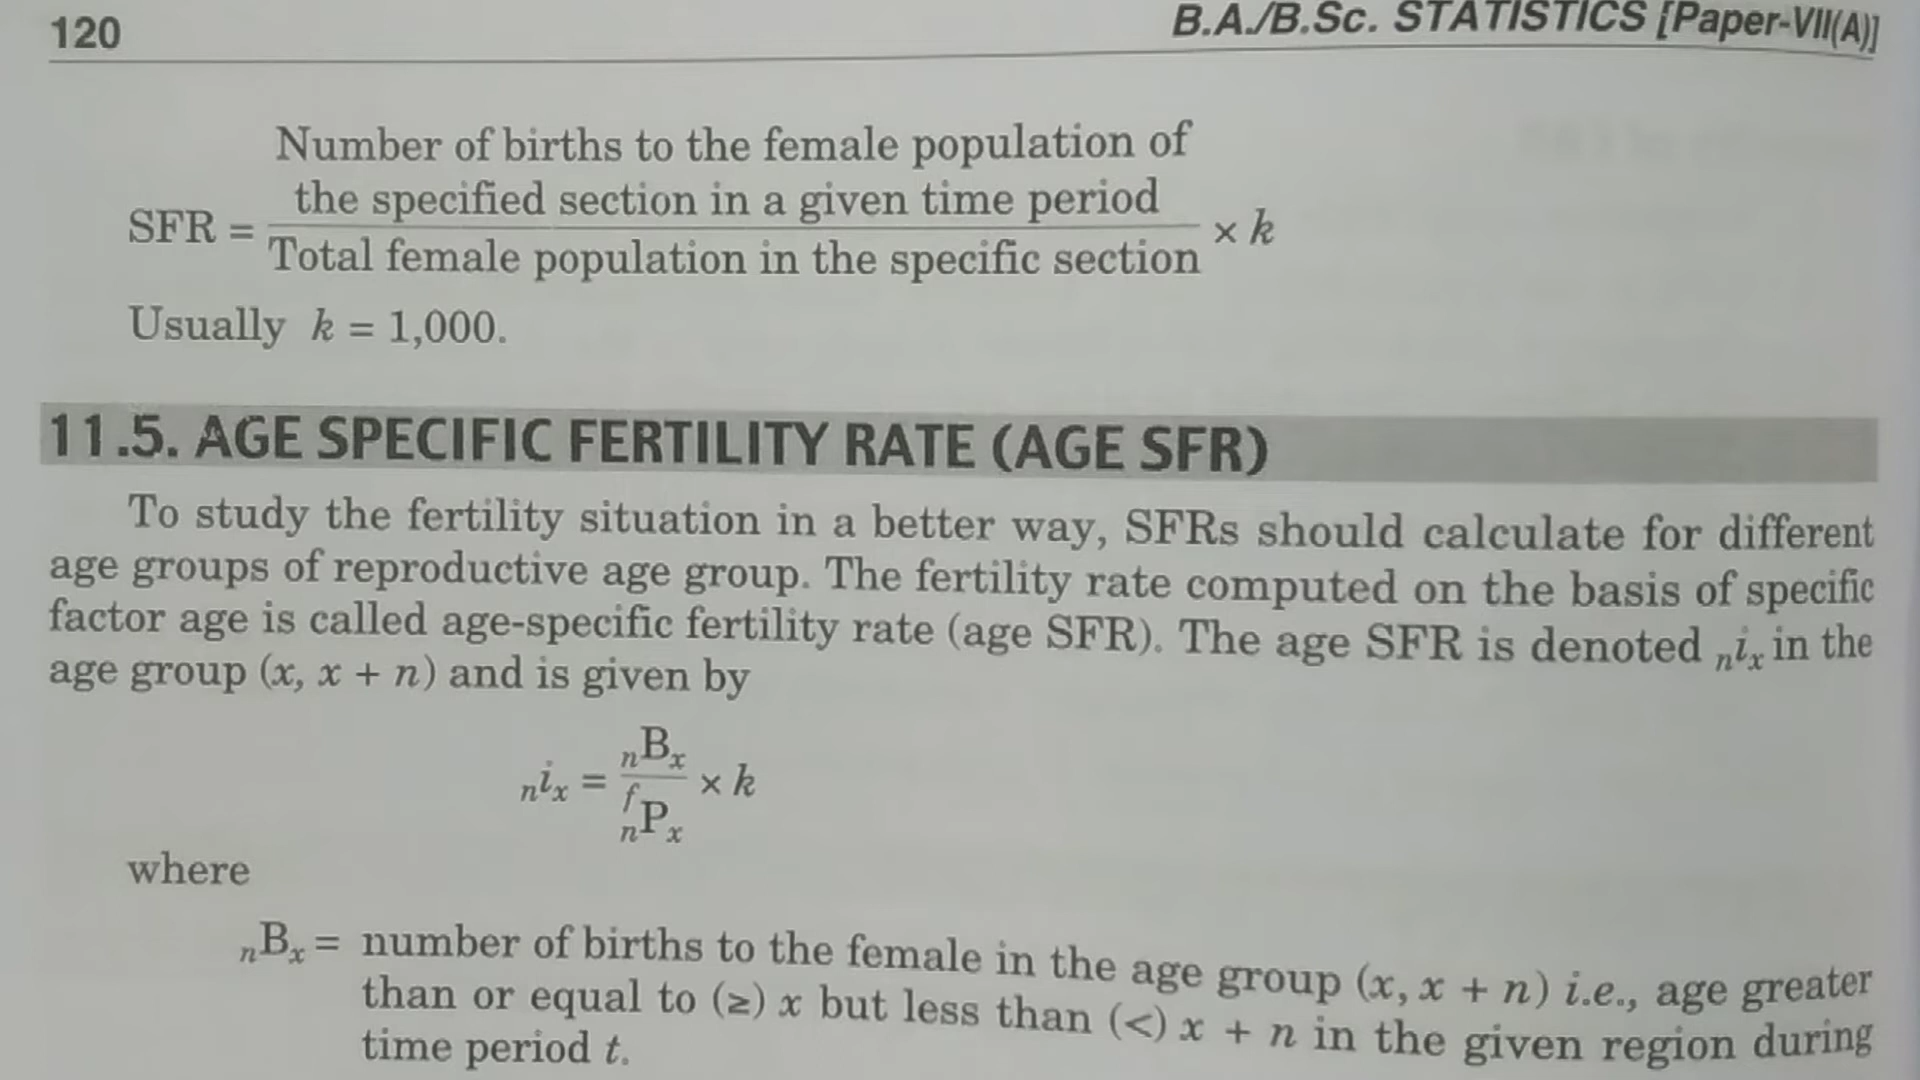 120
B.A./B.Sc. STATISTICS [Paper-VII(A)]
Number of births to the female population of
the specified section in a given time period
SFR = ──────── × k
Total female population in the specific section
Usually k = 1,000.
11.5. AGE SPECIFIC FERTILITY RATE (AGE SFR)
To study the fertility situation in a better way, SFRs should calculate for different
age groups of reproductive age group. The fertility rate computed on the basis of specific
factor age is called age-specific fertility rate (age SFR). The age SFR is denoted ₙiₓ in the
age group (x, x + n) and is given by
ₙiₓ = ₙBₓ / ᶠₙPₓ × k
where
ₙBₓ = number of births to the female in the age group (x, x + n) i.e., age greater
than or equal to (≥) x but less than (<) x + n in the given region during
time period t.